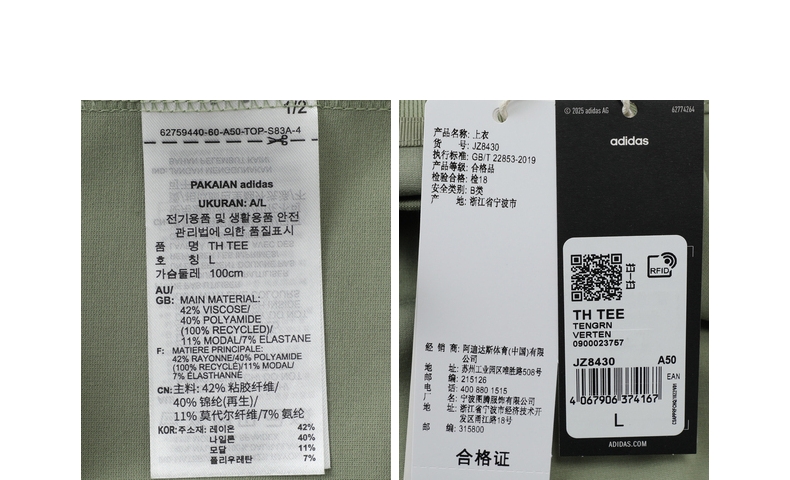 1/2
62759440-60-A50-TOP-S83A-4
PAKAIAN adidas
UKURAN: A/L
전기용품 및 생활용품 안전
관리법에 의한 품질표시
품 명 TH TEE
호 칭 L
가슴둘레 100cm
AU/
GB: MAIN MATERIAL:
42% VISCOSE/
40% POLYAMIDE
(100% RECYCLED)/
11% MODAL/7% ELASTANE
F: MATIERE PRINCIPALE:
42% RAYONNE/40% POLYAMIDE
(100% RECYCLE)/11% MODAL/
7% ÉLASTHANNE
CN: 主料: 42% 粘胶纤维/
40% 锦纶(再生)/
11% 莫代尔纤维/7% 氨纶
KOR: 주소재: 레이온 42%
나일론 40%
모달 11%
폴리우레탄 7%
产品名称: 上衣
货 号: JZ8430
执行标准: GB/T 22853-2019
产品等级: 合格品
检验合格: 检18
安全类别: B类
产 地: 浙江省宁波市
经 销 商: 阿迪达斯体育(中国)有限
公司
地 址: 苏州工业园区唯胜路508号
邮 编: 215126
电 话: 400 880 1515
厂 名: 宁波图腾服饰有限公司
地 址: 浙江省宁波市经济技术开
发区甬江路18号
邮 编: 315800
合格证
© 2025 adidas AG
62774264
adidas
RFID
TH TEE
TENGRN
VERTEN
0900023757
JZ8430 A50
EAN
4 067906 374167
L
ADIDAS.COM